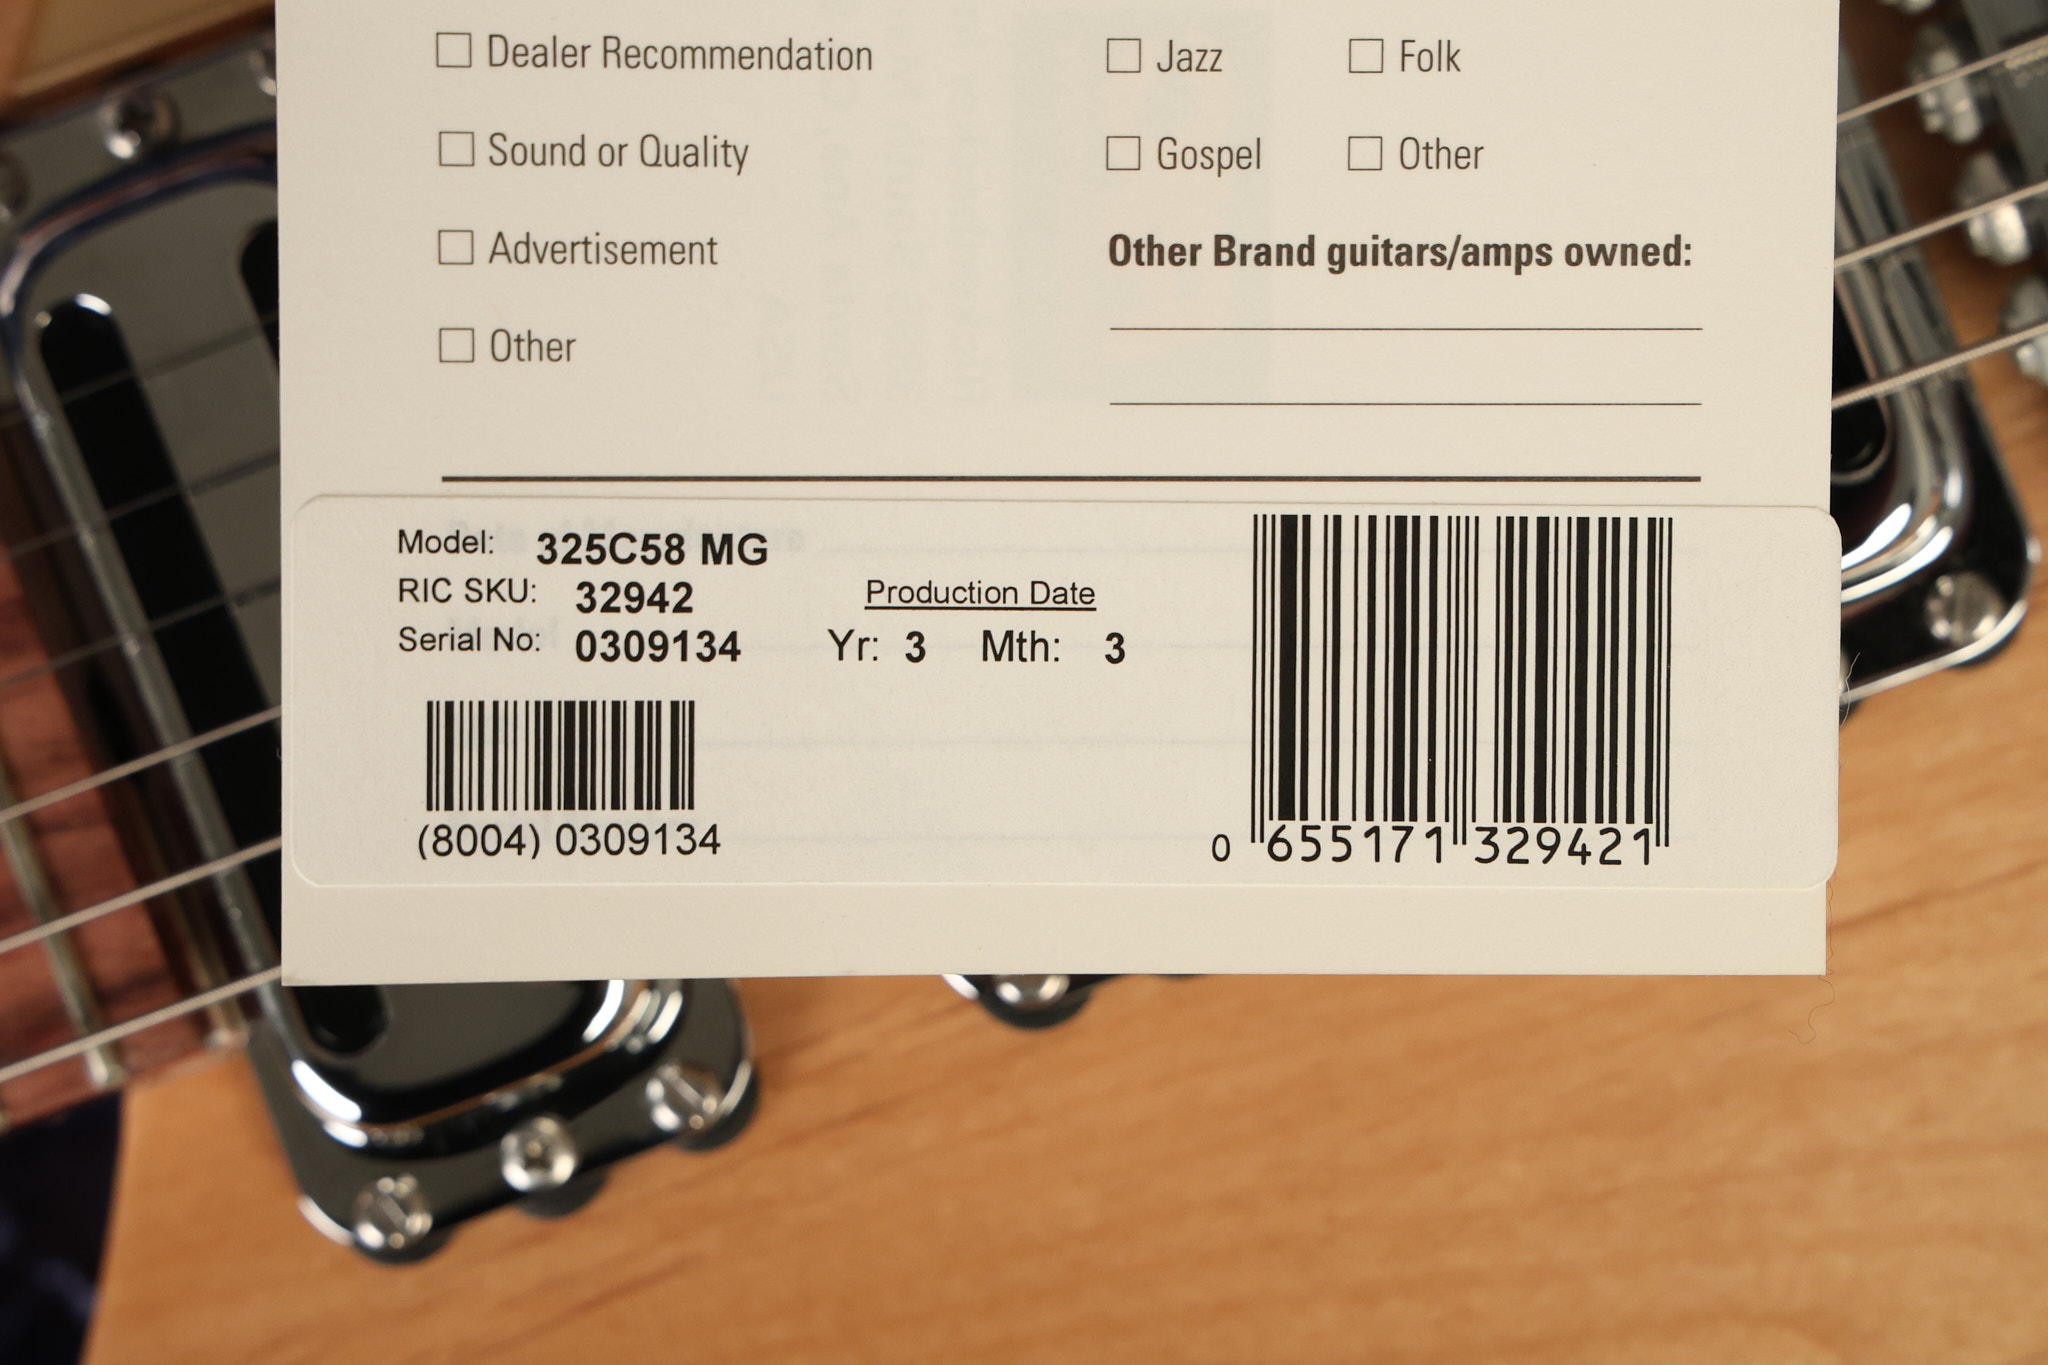 Dealer Recommendation
Sound or Quality
Advertisement
Other
Jazz Folk
Gospel Other
Other Brand guitars/amps owned:
Model: 325C58 MG
RIC SKU: 32942
Serial No: 0309134
Production Date
Yr: 3 Mth: 3
(8004) 0309134
0 655171 329421